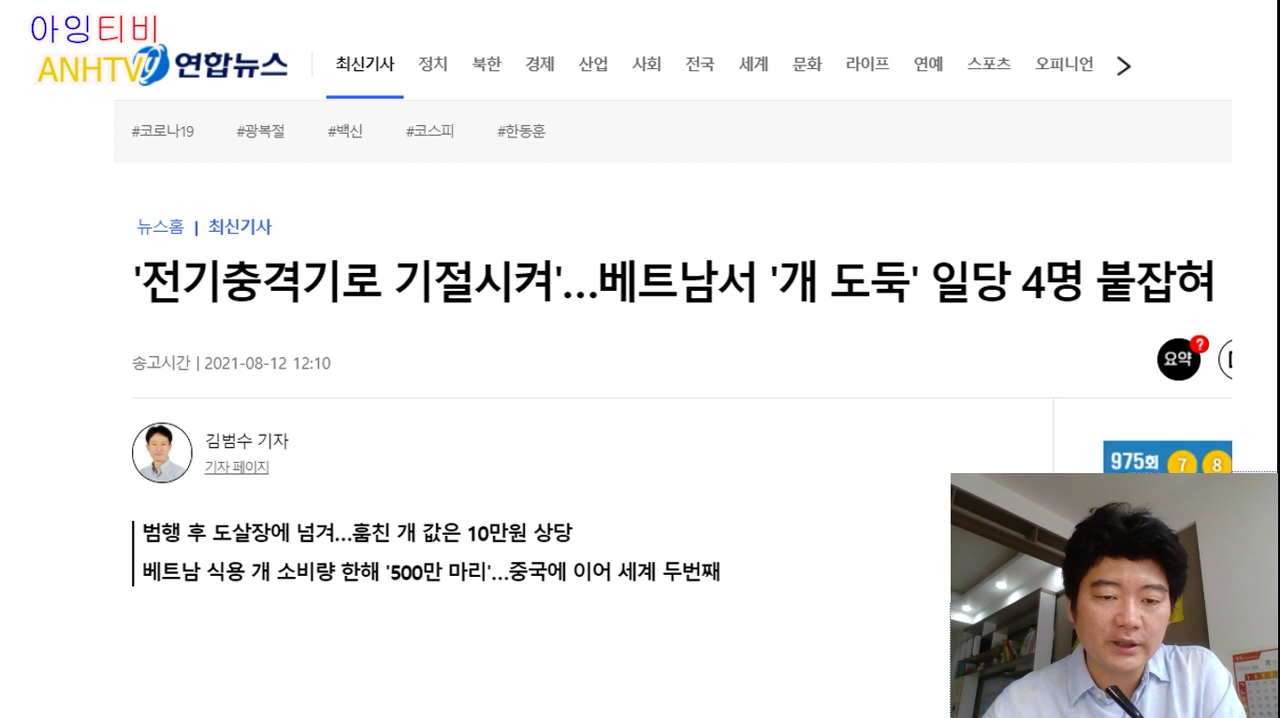 아잉티비
ANHTV
연합뉴스
최신기사 정치 북한 경제 산업 사회 전국 세계 문화 라이프 연예 스포츠 오피니언
#코로나19 #광복절 #백신 #코스피 #한동훈
뉴스홈 | 최신기사
'전기충격기로 기절시켜'...베트남서 '개 도둑' 일당 4명 붙잡혀
송고시간 | 2021-08-12 12:10
요약 ?
김범수 기자
기자 페이지
975회 7 8
범행 후 도살장에 넘겨...훔친 개 값은 10만원 상당
베트남 식용 개 소비량 한해 '500만 마리'...중국에 이어 세계 두번째